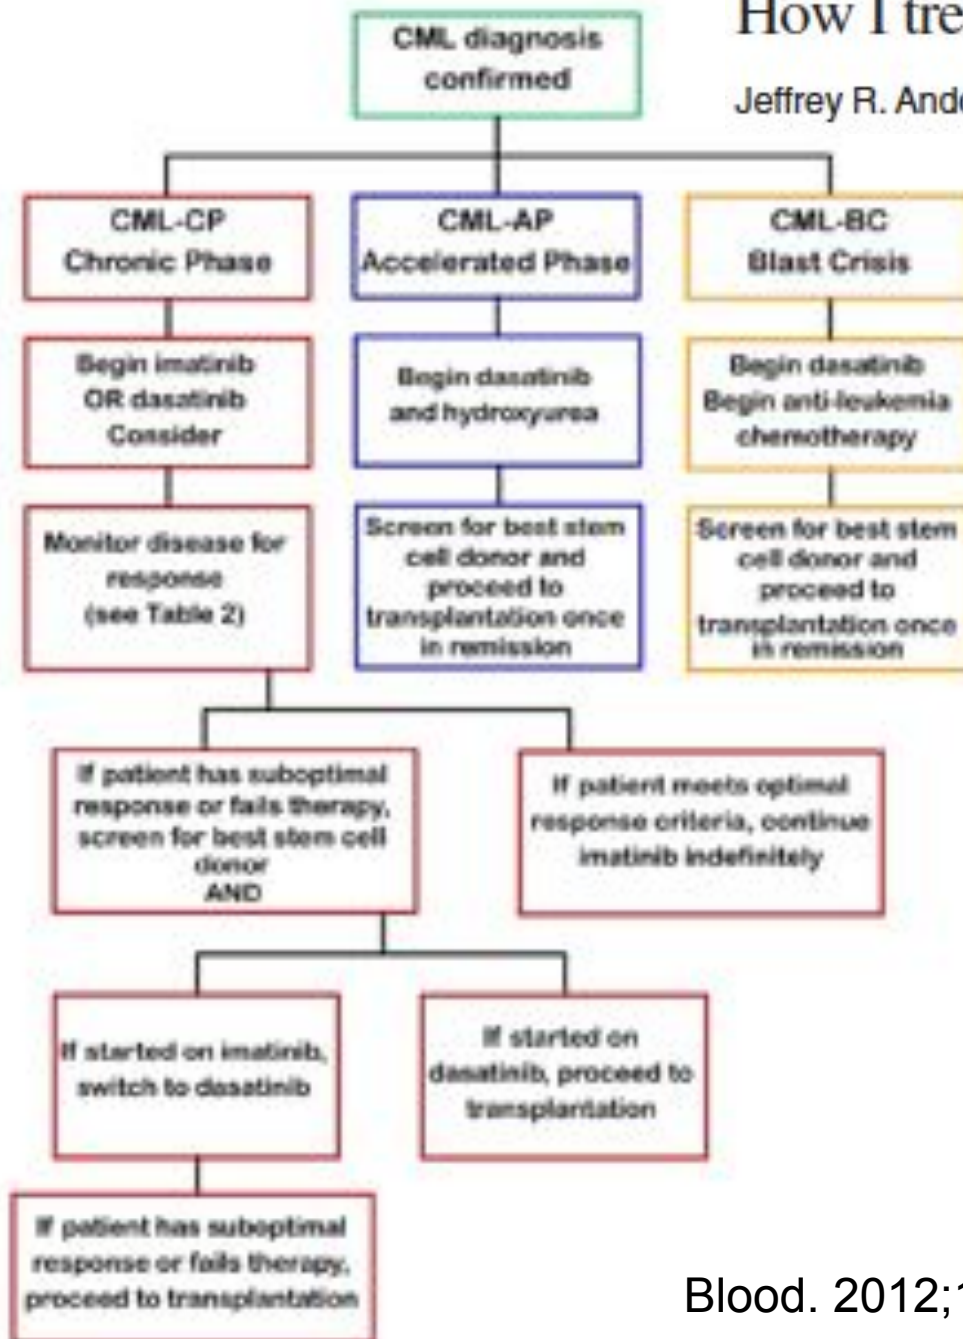 How I tre
Jeffrey R. Ande
CML diagnosis
confirmed
CML-CP
Chronic Phase
CML-AP
Accelerated Phase
CML-BC
Blast Crisis
Begin imatinib
OR dasatinib
Consider
Begin dasatinib
and hydroxyurea
Begin dasatinib
Begin anti-leukemia
chemotherapy
Monitor disease for
response
(see Table 2)
Screen for best stem
cell donor and
proceed to
transplantation once
in remission
Screen for best stem
cell donor and
proceed to
transplantation once
in remission
If patient has suboptimal
response or fails therapy,
screen for best stem cell
donor
AND
If patient meets optimal
response criteria, continue
imatinib indefinitely
If started on imatinib,
switch to dasatinib
If started on
dasatinib, proceed to
transplantation
If patient has suboptimal
response or fails therapy,
proceed to transplantation
Blood. 2012;1